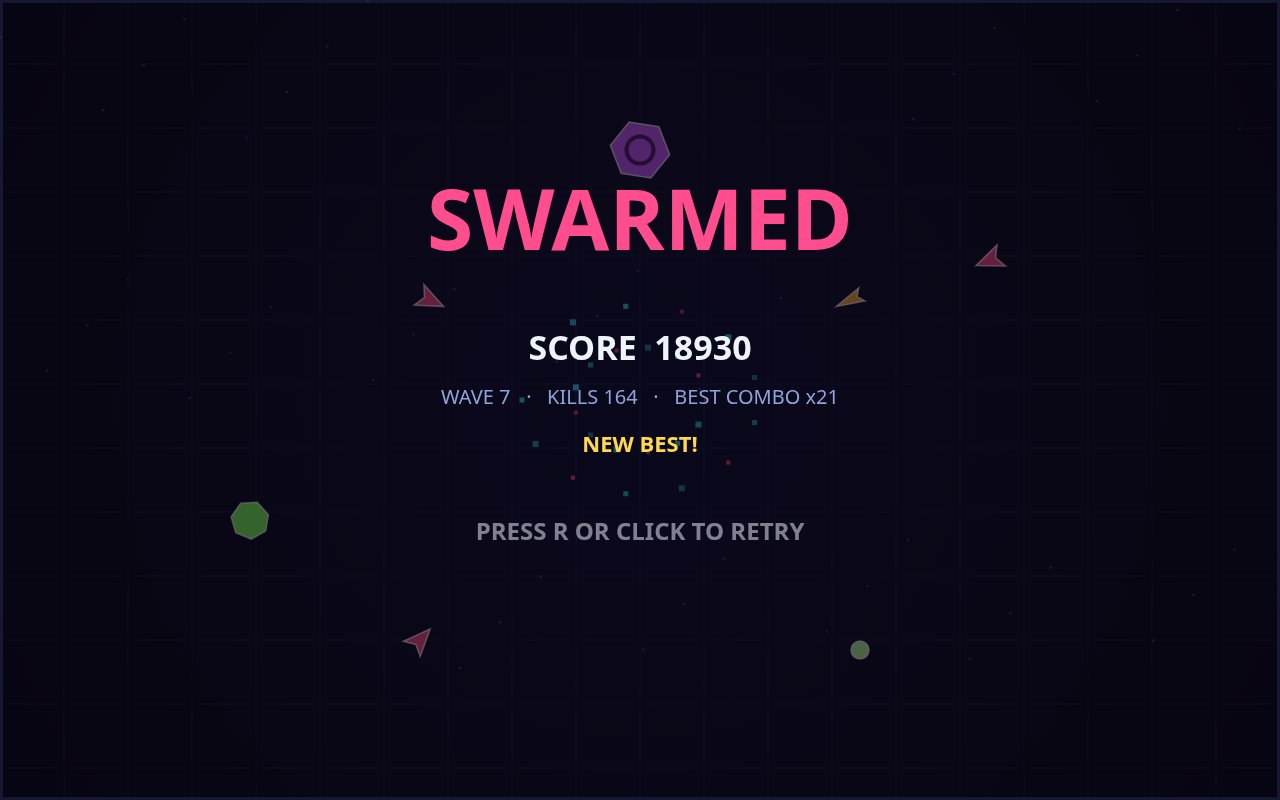 SWARMED
SCORE 18930
WAVE 7 · KILLS 164 · BEST COMBO x21
NEW BEST!
PRESS R OR CLICK TO RETRY